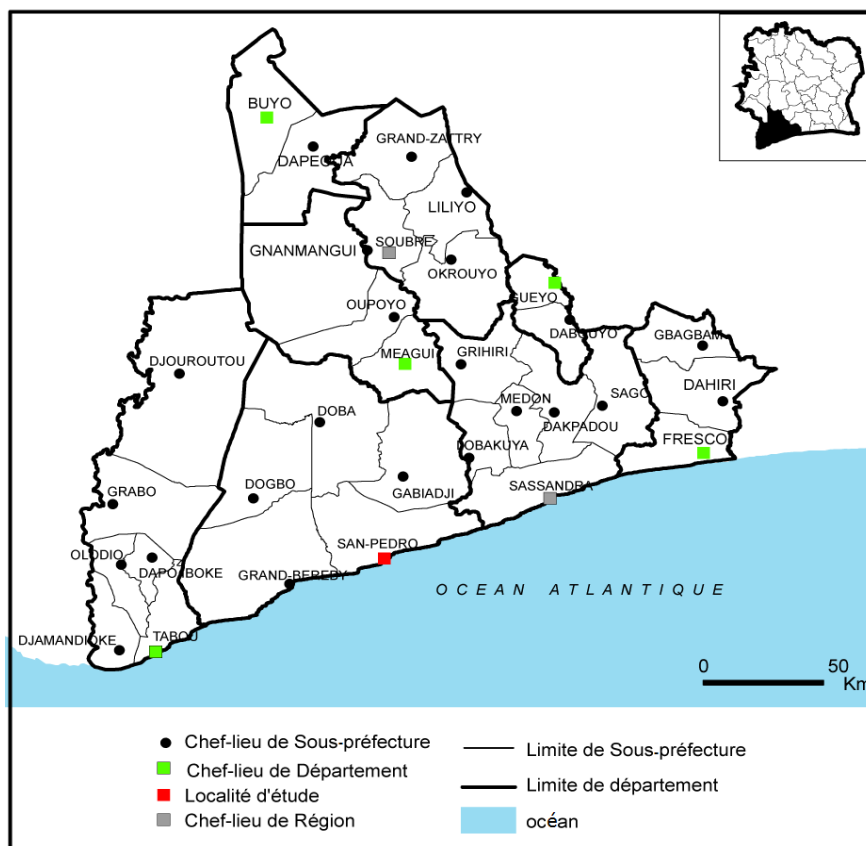 BUYO
GRAND-ZATTRY
DAPEOUA
LILIYO
SOUBRE
GNANMANGUI
OKROUYO
GUEYO
OUPOYO
DABOUYO
GBAGBAM
MEAGUI
GRIHIRI
DJOUROUTOU
DAHIRI
MEDON
SAGO
DOBA
DAKPADOU
FRESCO
LOBAKUYA
DOGBO
GABIADJI
SASSANDRA
GRABO
SAN-PEDRO
OLODIO
DAPO-IBOKE
GRAND-BEREBY
OCEAN ATLANTIQUE
DJAMANDIOKE
TABOU
0 50
Km
Chef-lieu de Sous-préfecture
Chef-lieu de Département
Localité d'étude
Chef-lieu de Région
Limite de Sous-préfecture
Limite de département
océan